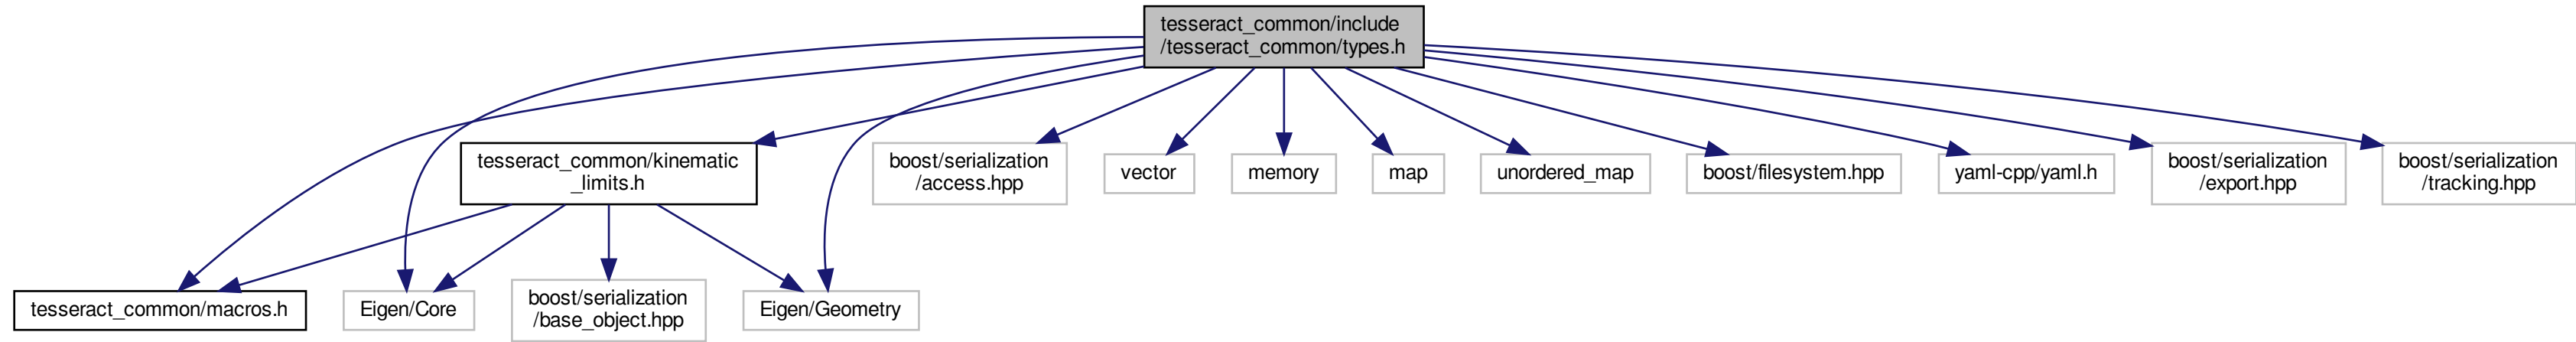 tesseract_common/include
/tesseract_common/types.h
tesseract_common/kinematic
_limits.h
boost/serialization
/access.hpp
vector
memory
map
unordered_map
boost/filesystem.hpp
yaml-cpp/yaml.h
boost/serialization
/export.hpp
boost/serialization
/tracking.hpp
tesseract_common/macros.h
Eigen/Core
boost/serialization
/base_object.hpp
Eigen/Geometry